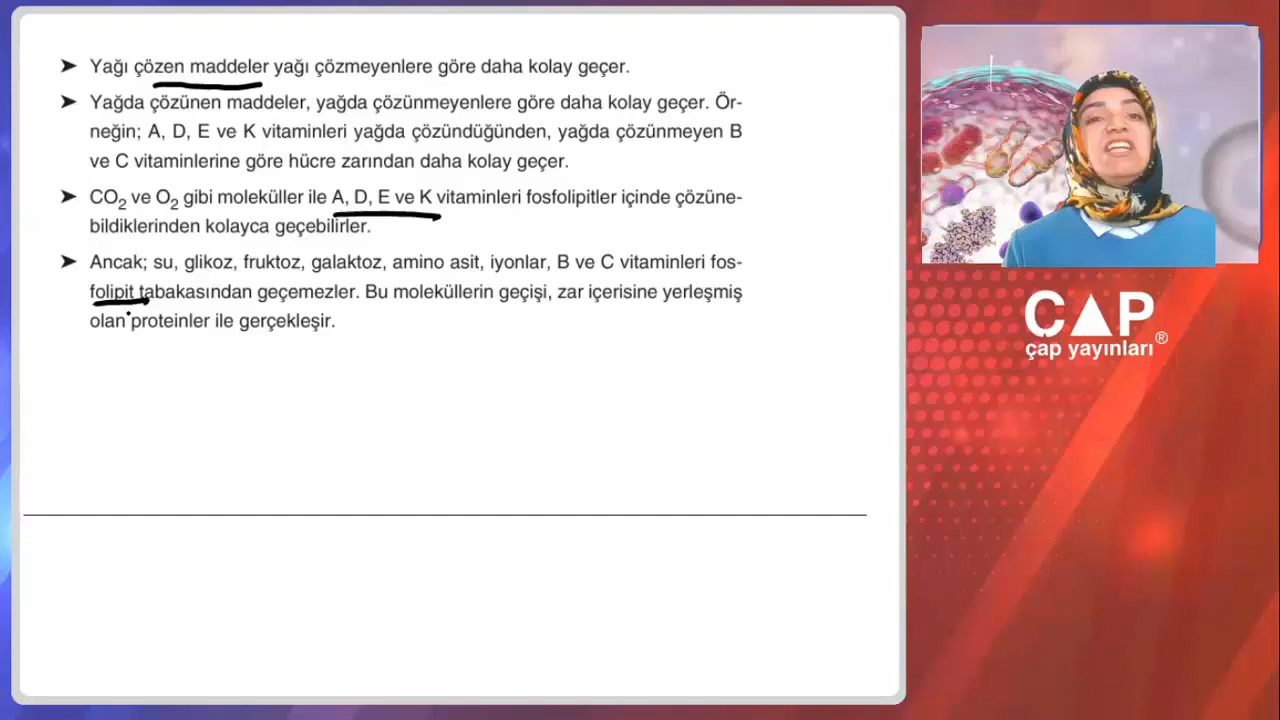 ➤ Yağı çözen maddeler yağı çözmeyenlere göre daha kolay geçer.
➤ Yağda çözünen maddeler, yağda çözünmeyenlere göre daha kolay geçer. Ör-
neğin; A, D, E ve K vitaminleri yağda çözündüğünden, yağda çözünmeyen B
ve C vitaminlerine göre hücre zarından daha kolay geçer.
➤ CO₂ ve O₂ gibi moleküller ile A, D, E ve K vitaminleri fosfolipitler içinde çözüne-
bildiklerinden kolayca geçebilirler.
➤ Ancak; su, glikoz, fruktoz, galaktoz, amino asit, iyonlar, B ve C vitaminleri fos-
folipit tabakasından geçemezler. Bu moleküllerin geçişi, zar içerisine yerleşmiş
olan proteinler ile gerçekleşir.
ÇAP
çap yayınları®